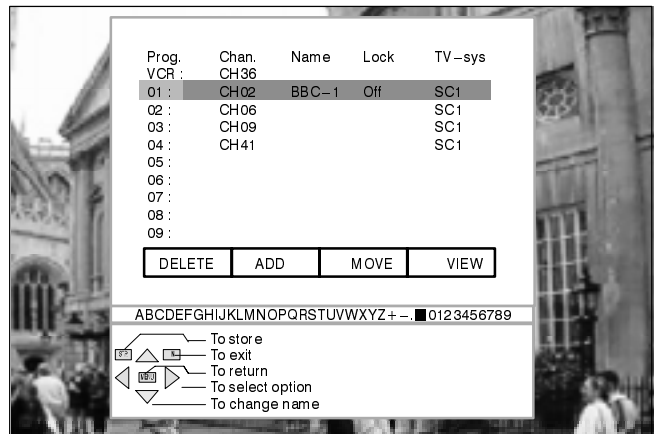 Prog. Chan. Name Lock TV-sys
VCR : CH36
01 : CH02 BBC-1 Off SC1
02 : CH06 SC1
03 : CH09 SC1
04 : CH41 SC1
05 :
06 :
07 :
08 :
09 :
DELETE ADD MOVE VIEW
ABCDEFGHIJKLMNOPQRSTUVWXYZ+-.■0123456789
To store
To exit
To return
To select option
To change name
MENU